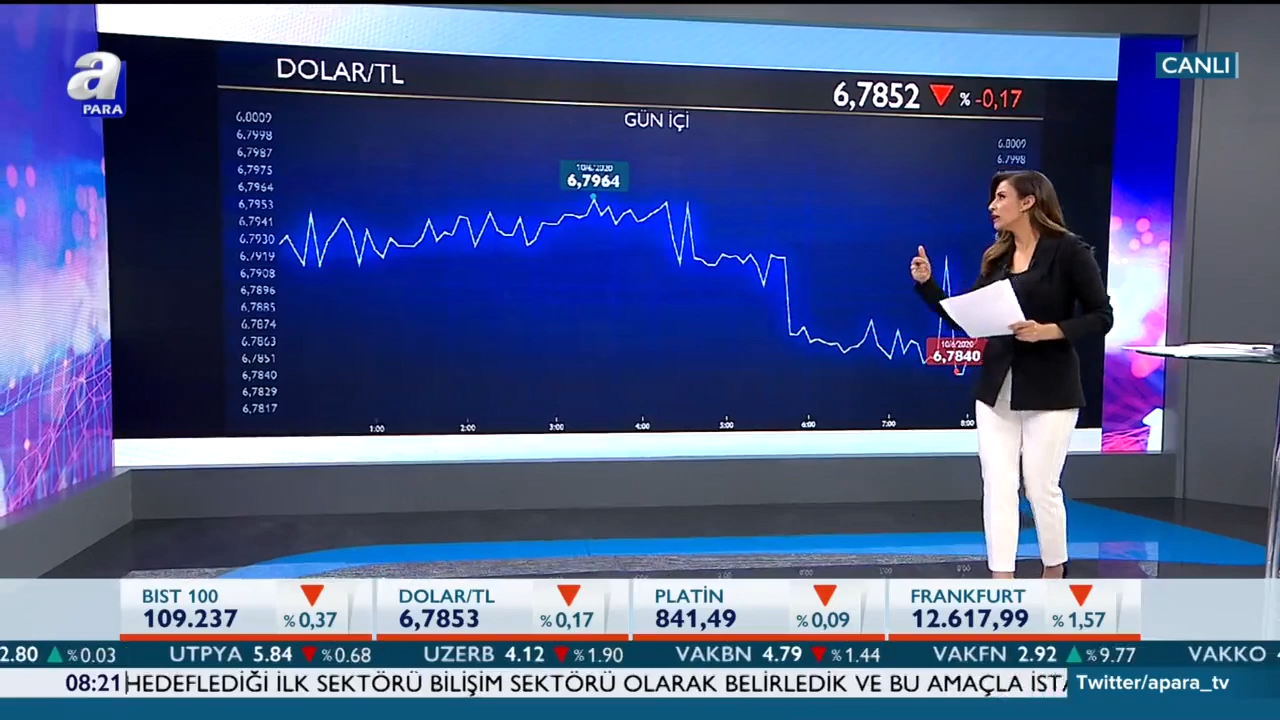 a
PARA
CANLI
DOLAR/TL
6,7852 % -0,17
GÜN İÇİ
6.0009
6,7998
6,7987
6,7975
6,7964
6,7953
6,7941
6,7930
6,7919
6,7908
6,7896
6,7885
6,7874
6,7863
6,7851
6,7840
6,7829
6,7817
6.0009
6,7998
10/6/2020
6,7964
10/6/2020
6,7840
1:00 2:00 3:00 4:00 5:00 6:00 7:00 8:00
BIST 100
109.237 %0,37
DOLAR/TL
6,7853 %0,17
PLATİN
841,49 %0,09
FRANKFURT
12.617,99 %1,57
2.80 %0.03 UTPYA 5.84 %0.68 UZERB 4.12 %1.90 VAKBN 4.79 %1.44 VAKFN 2.92 %9.77 VAKKO
08:21 HEDEFLEDİĞİ İLK SEKTÖRÜ BİLİŞİM SEKTÖRÜ OLARAK BELİRLEDİK VE BU AMAÇLA İSTA
Twitter/apara_tv